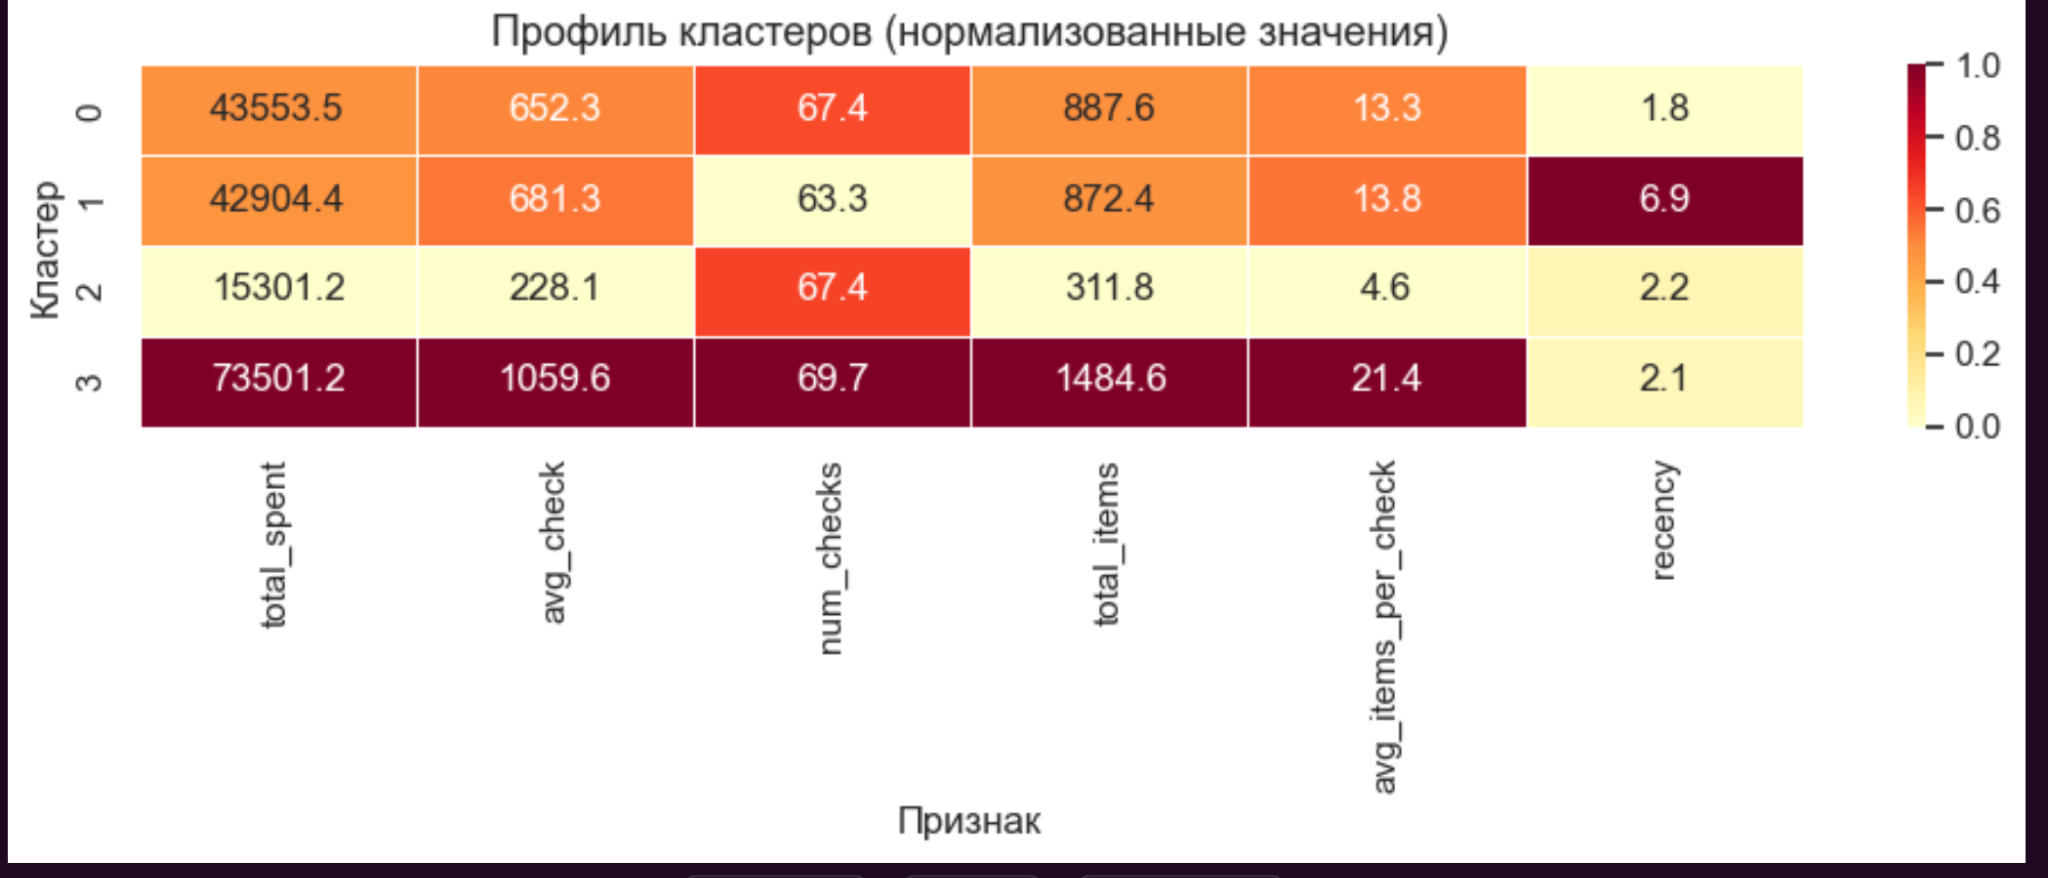 Профиль кластеров (нормализованные значения)
Кластер
0 43553.5 652.3 67.4 887.6 13.3 1.8
1 42904.4 681.3 63.3 872.4 13.8 6.9
2 15301.2 228.1 67.4 311.8 4.6 2.2
3 73501.2 1059.6 69.7 1484.6 21.4 2.1
total_spent avg_check num_checks total_items avg_items_per_check recency
Признак
1.0
0.8
0.6
0.4
0.2
0.0